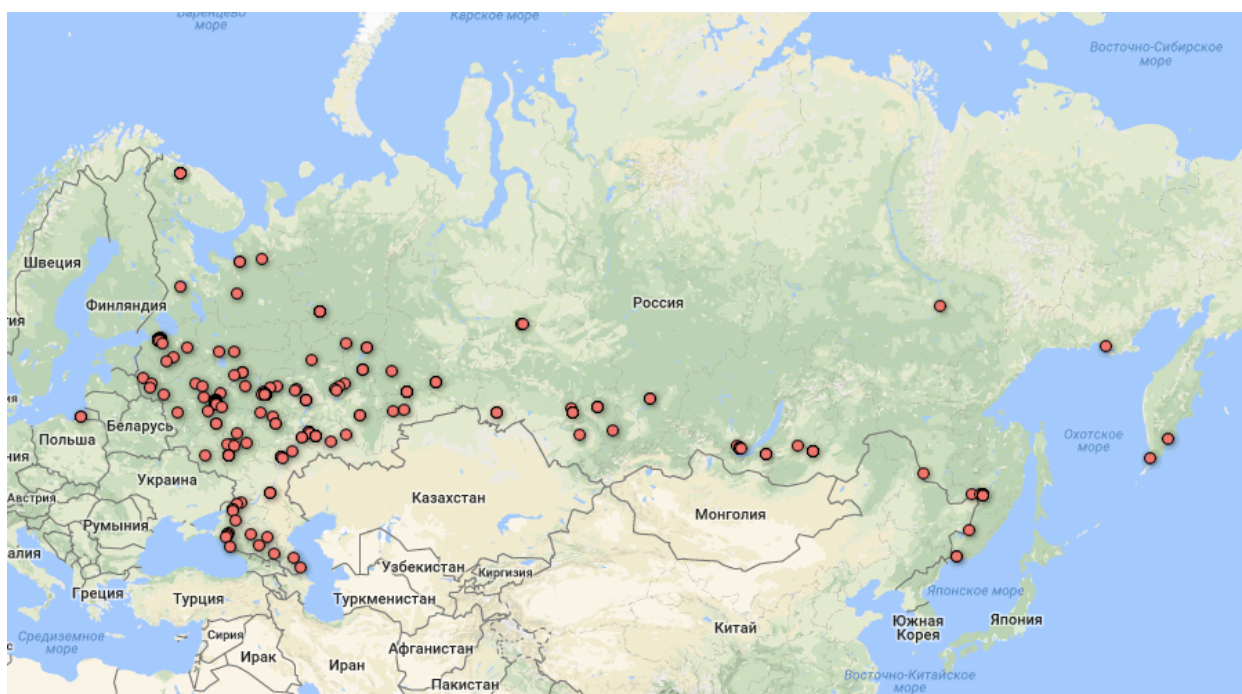 Баренцево
море
Карское море
Восточно-Сибирское
море
Швеция
Финляндия
Россия
Беларусь
Польша
Охотское
море
Украина
Казахстан
Австрия
Монголия
Румыния
Узбекистан
Киргизия
Японское море
Греция
Турция
Туркменистан
Япония
Южная
Корея
Китай
Средиземное
море
Сирия
Афганистан
Ирак
Иран
Пакистан
Восточно-Китайское
море